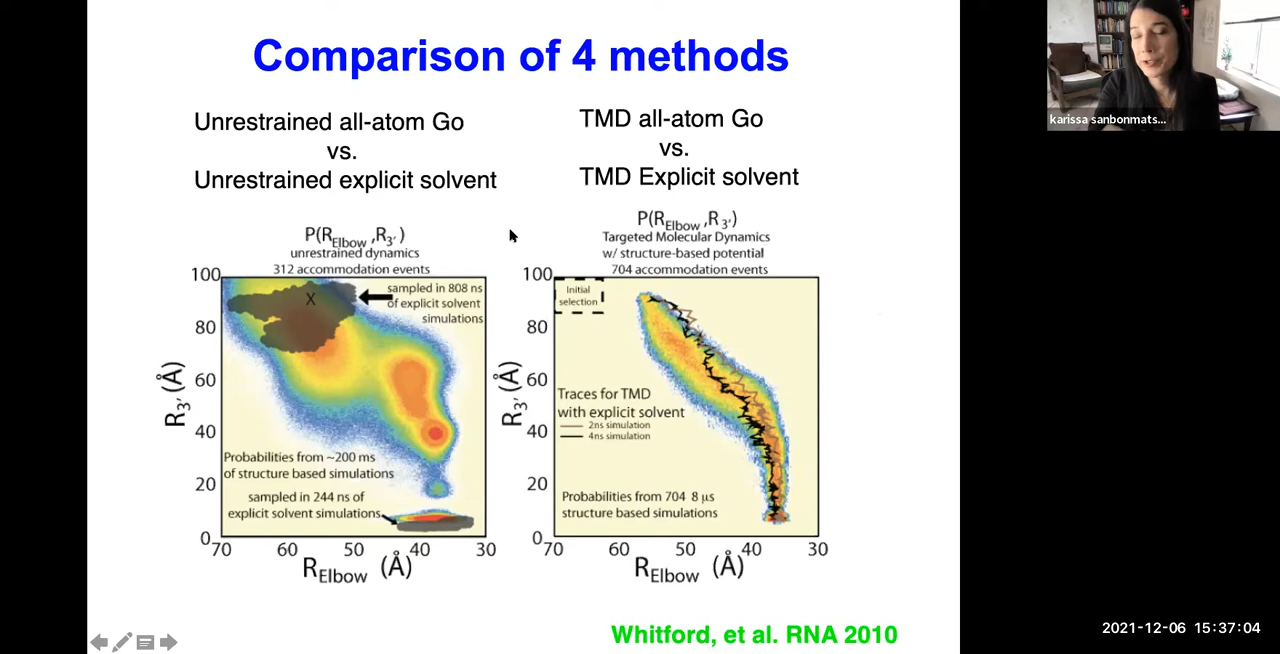 Comparison of 4 methods
karissa sanbonmats...
Unrestrained all-atom Go
vs.
Unrestrained explicit solvent
TMD all-atom Go
vs.
TMD Explicit solvent
P(R_Elbow ,R_3′)
unrestrained dynamics
312 accommodation events
100
80
60
40
20
0
R_3′ (Å)
X
sampled in 808 ns
of explicit solvent
simulations
Probabilities from ~200 ms
of structure based simulations
sampled in 244 ns of
explicit solvent simulations
70
60
50
40
30
R_Elbow (Å)
P(R_Elbow ,R_3′)
Targeted Molecular Dynamics
w/ structure-based potential
704 accommodation events
100
80
60
40
20
0
R_3′ (Å)
Initial
selection
Traces for TMD
with explicit solvent
2ns simulation
4ns simulation
Probabilities from 704 8 μs
structure based simulations
70
60
50
40
30
R_Elbow (Å)
Whitford, et al. RNA 2010
2021-12-06 15:37:04